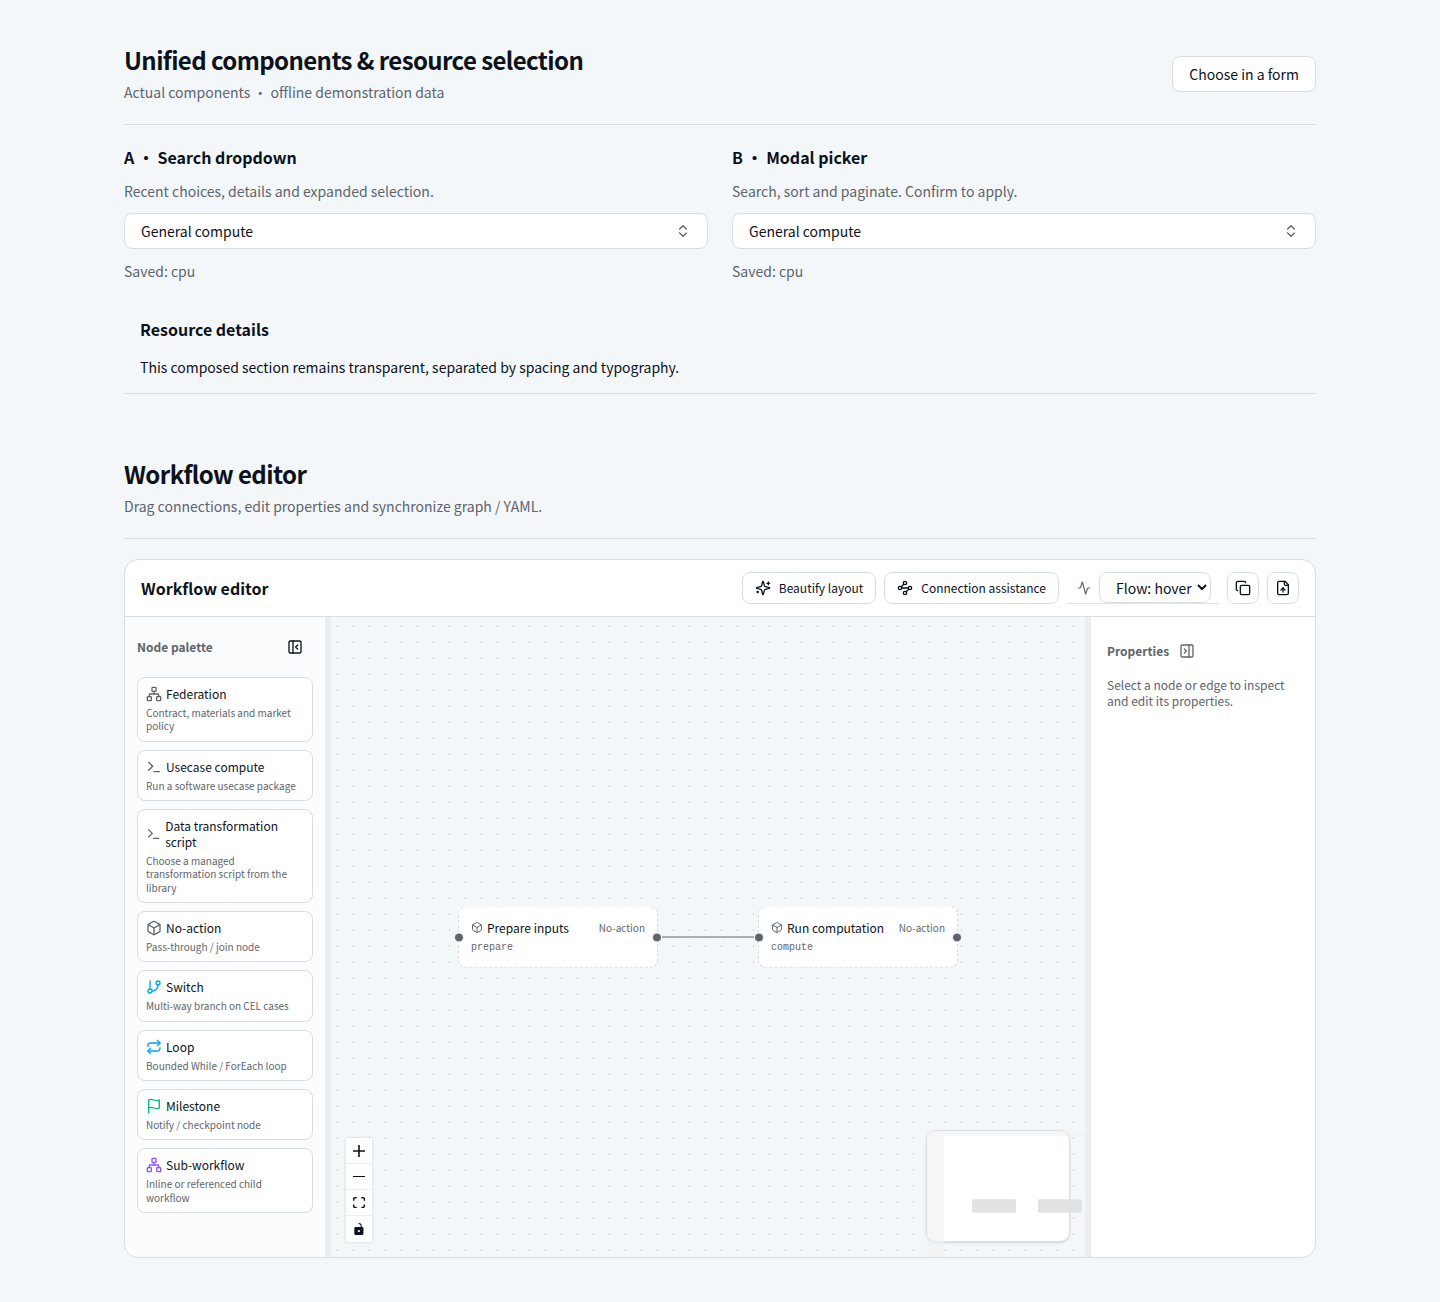 Unified components & resource selection
Actual components • offline demonstration data
Choose in a form
A • Search dropdown
Recent choices, details and expanded selection.
General compute
Saved: cpu
B • Modal picker
Search, sort and paginate. Confirm to apply.
General compute
Saved: cpu
Resource details
This composed section remains transparent, separated by spacing and typography.
Workflow editor
Drag connections, edit properties and synchronize graph / YAML.
Workflow editor
Beautify layout
Connection assistance
Flow: hover
Node palette
Federation
Contract, materials and market
policy
Usecase compute
Run a software usecase package
Data transformation
script
Choose a managed
transformation script from the
library
No-action
Pass-through / join node
Switch
Multi-way branch on CEL cases
Loop
Bounded While / ForEach loop
Milestone
Notify / checkpoint node
Sub-workflow
Inline or referenced child
workflow
Prepare inputs No-action
prepare
Run computation No-action
compute
Properties
Select a node or edge to inspect
and edit its properties.